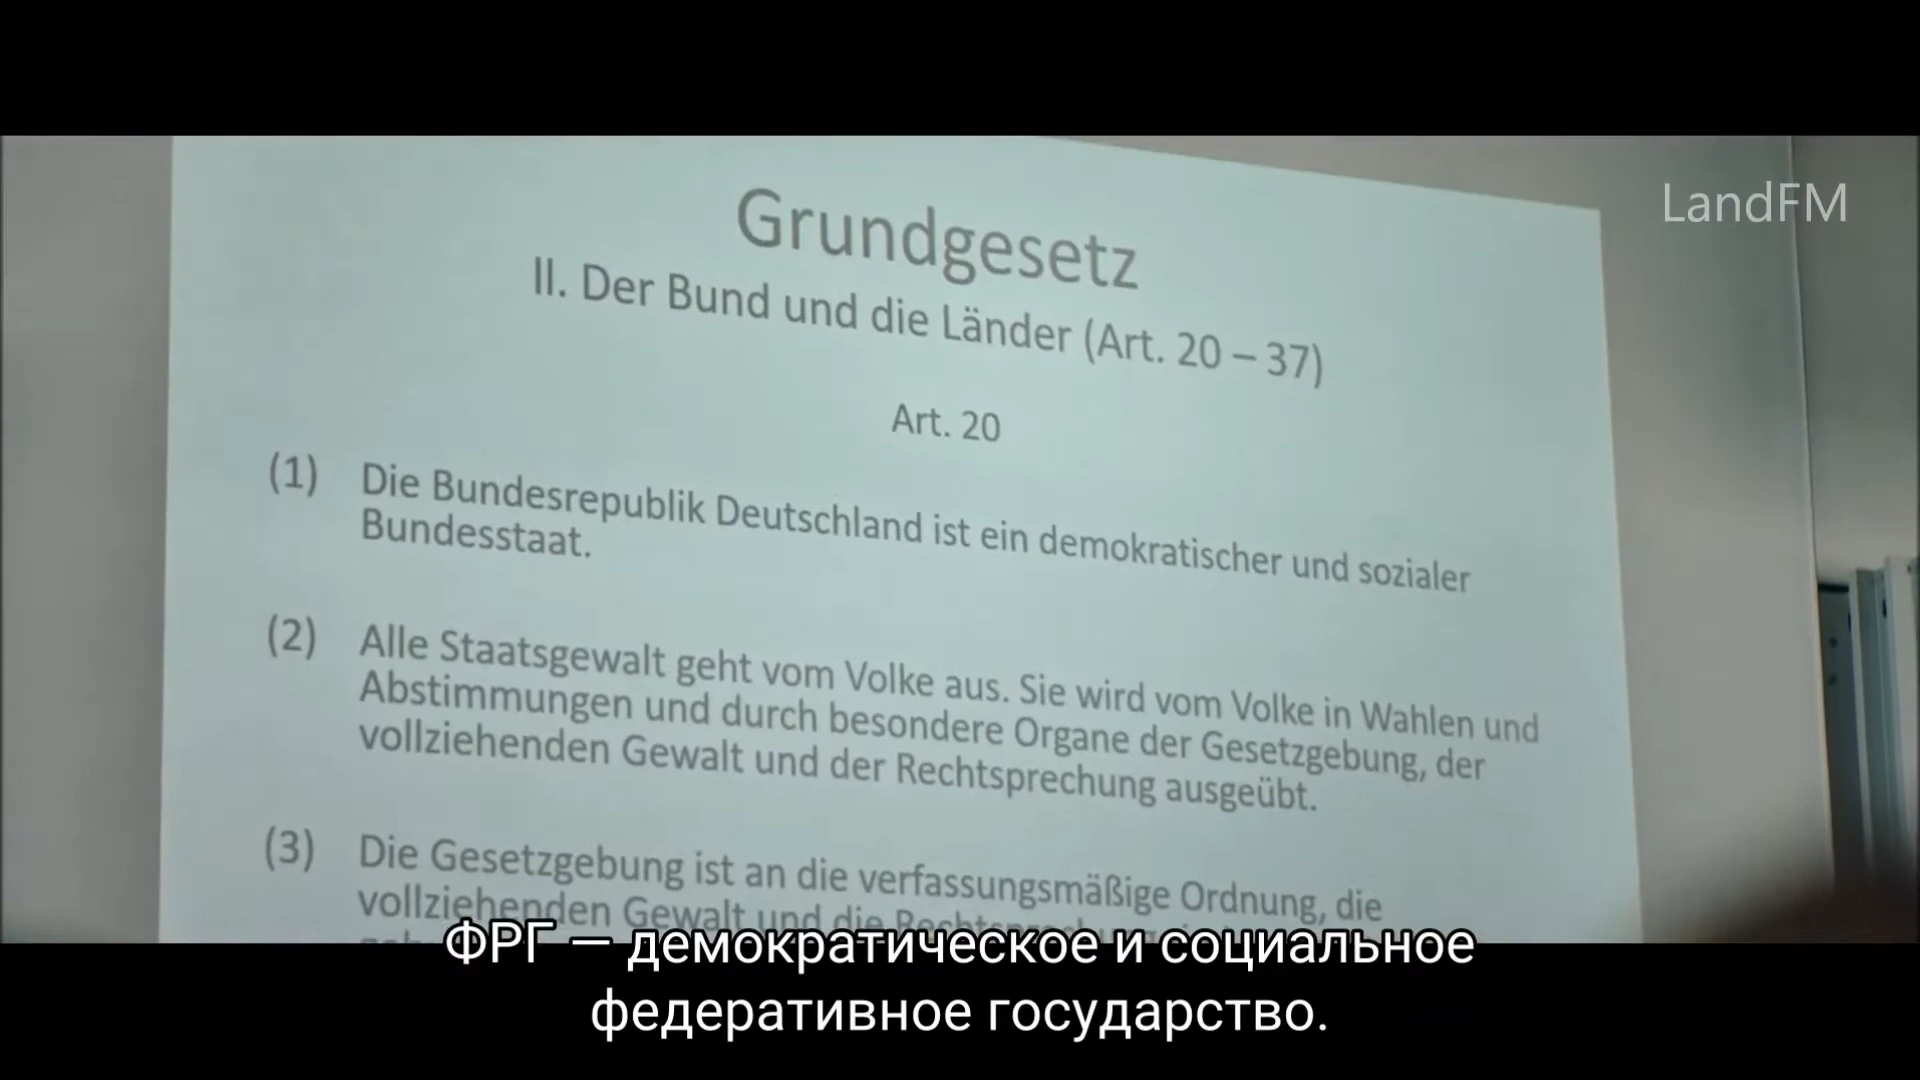 LandFM
Grundgesetz
II. Der Bund und die Länder (Art. 20 – 37)
Art. 20
(1) Die Bundesrepublik Deutschland ist ein demokratischer und sozialer
Bundesstaat.
(2) Alle Staatsgewalt geht vom Volke aus. Sie wird vom Volke in Wahlen und
Abstimmungen und durch besondere Organe der Gesetzgebung, der
vollziehenden Gewalt und der Rechtsprechung ausgeübt.
(3) Die Gesetzgebung ist an die verfassungsmäßige Ordnung, die
vollziehenden Gewalt und die
ФРГ — демократическое и социальное
федеративное государство.